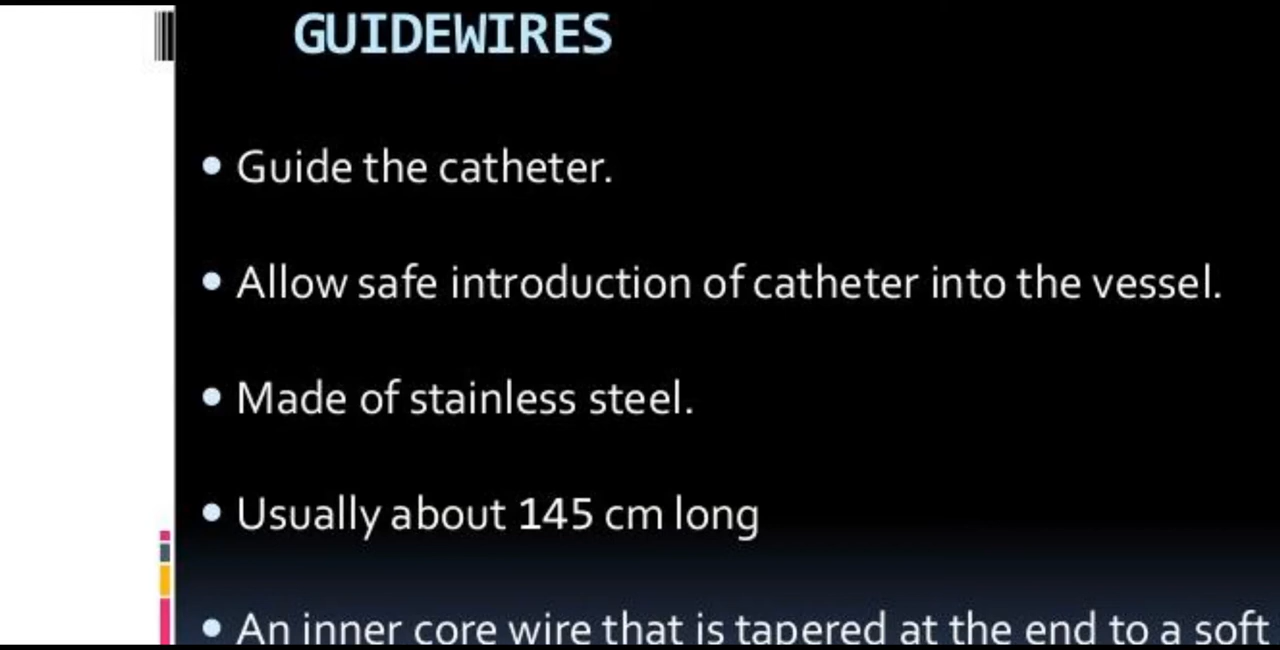 GUIDEWIRES
• Guide the catheter.
• Allow safe introduction of catheter into the vessel.
• Made of stainless steel.
• Usually about 145 cm long
• An inner core wire that is tapered at the end to a soft